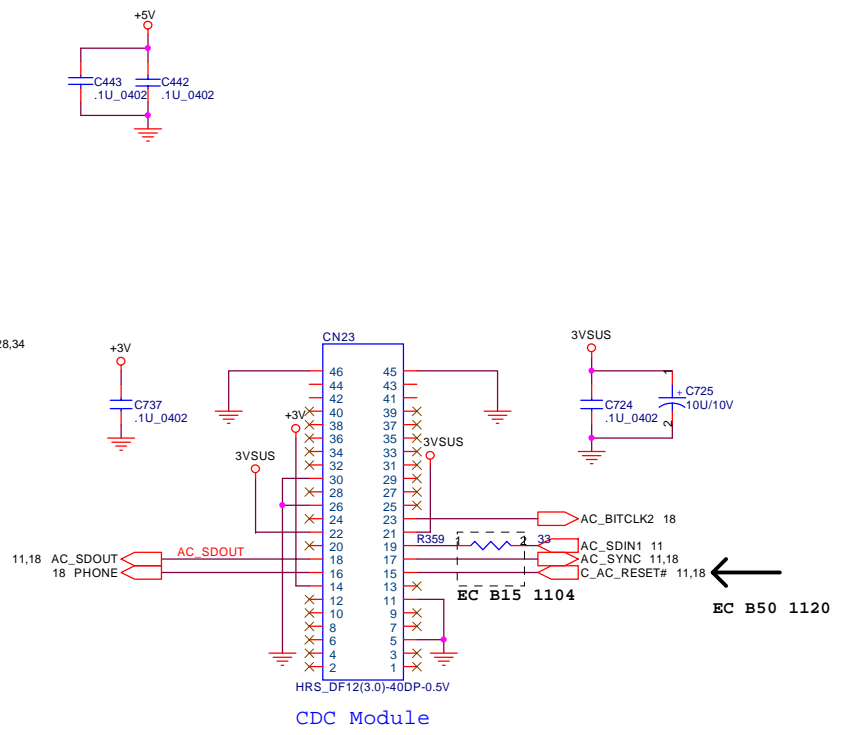 +5V
C443
.1U_0402
C442
.1U_0402
28,34
+3V
C737
.1U_0402
CN23
46
44
42
40
38
36
34
32
30
28
26
24
22
20
18
16
14
12
10
8
6
4
2
45
43
41
39
37
35
33
31
29
27
25
23
21
19
17
15
13
11
9
7
5
3
1
+3V
3VSUS
3VSUS
3VSUS
C724
.1U_0402
1
+
C725
10U/10V
2
AC_BITCLK2 18
R359 1 2 33
AC_SDIN1 11
AC_SYNC 11,18
C_AC_RESET# 11,18
11,18 AC_SDOUT
AC_SDOUT
18 PHONE
EC B15 1104
EC B50 1120
HRS_DF12(3.0)-40DP-0.5V
CDC Module